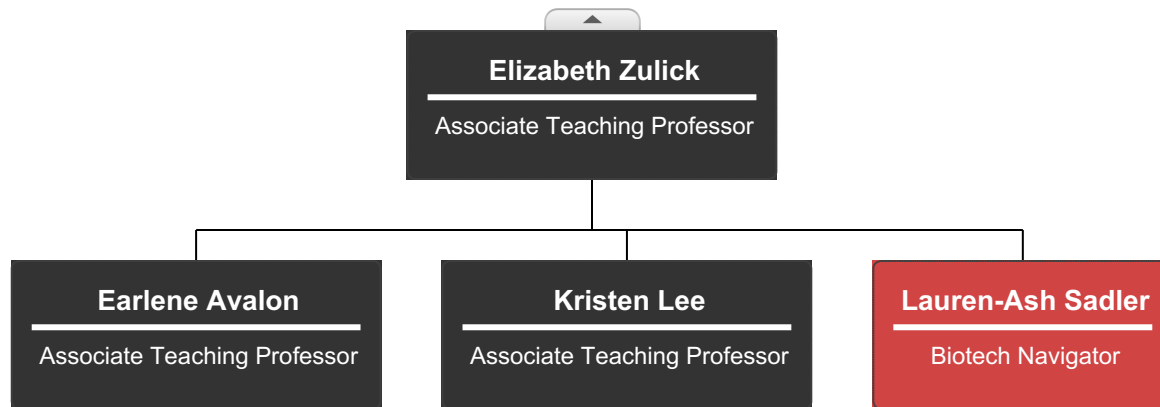 Elizabeth Zulick
Associate Teaching Professor
Earlene Avalon
Associate Teaching Professor
Kristen Lee
Associate Teaching Professor
Lauren-Ash Sadler
Biotech Navigator